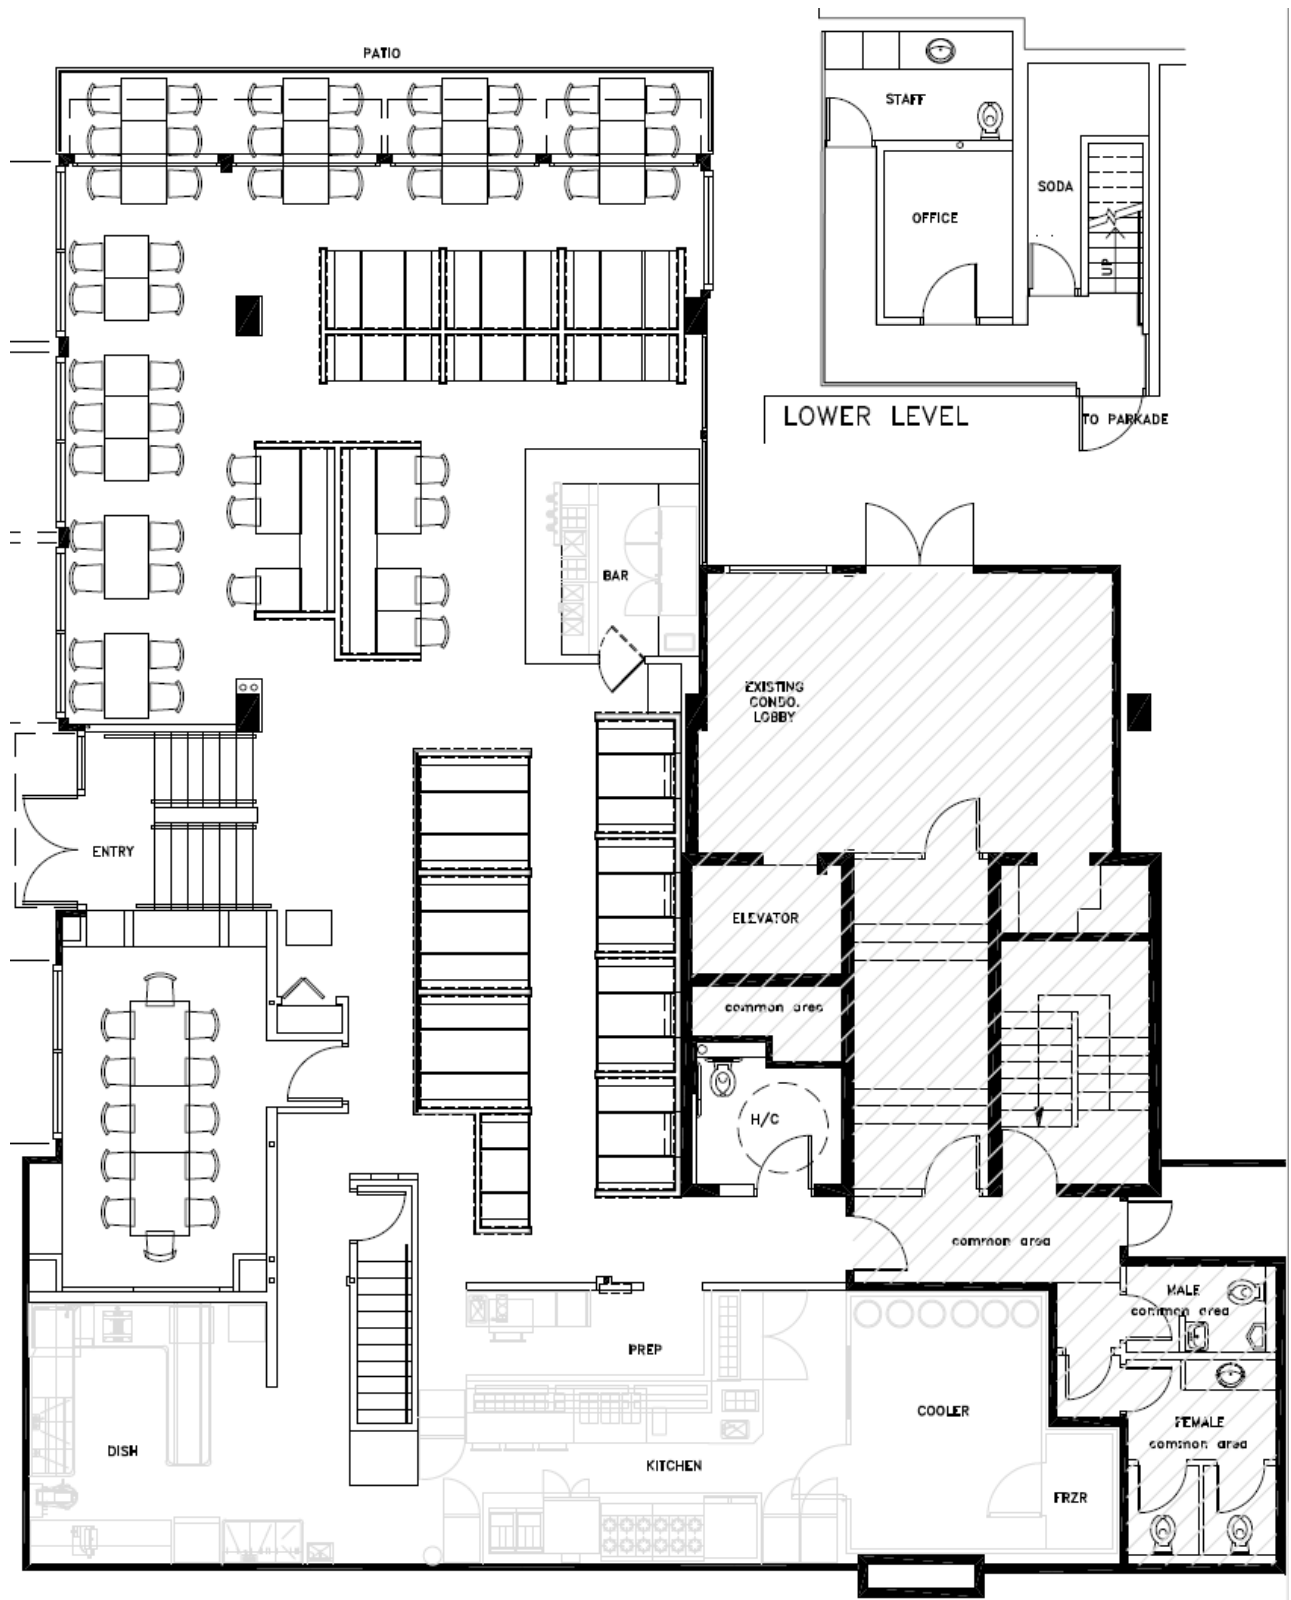 PATIO
STAFF
SODA
OFFICE
UP
LOWER LEVEL
TO PARKADE
BAR
EXISTING
CONDO.
LOBBY
ENTRY
ELEVATOR
common area
H/C
common area
MALE
common area
PREP
COOLER
FEMALE
common area
DISH
KITCHEN
FRZR